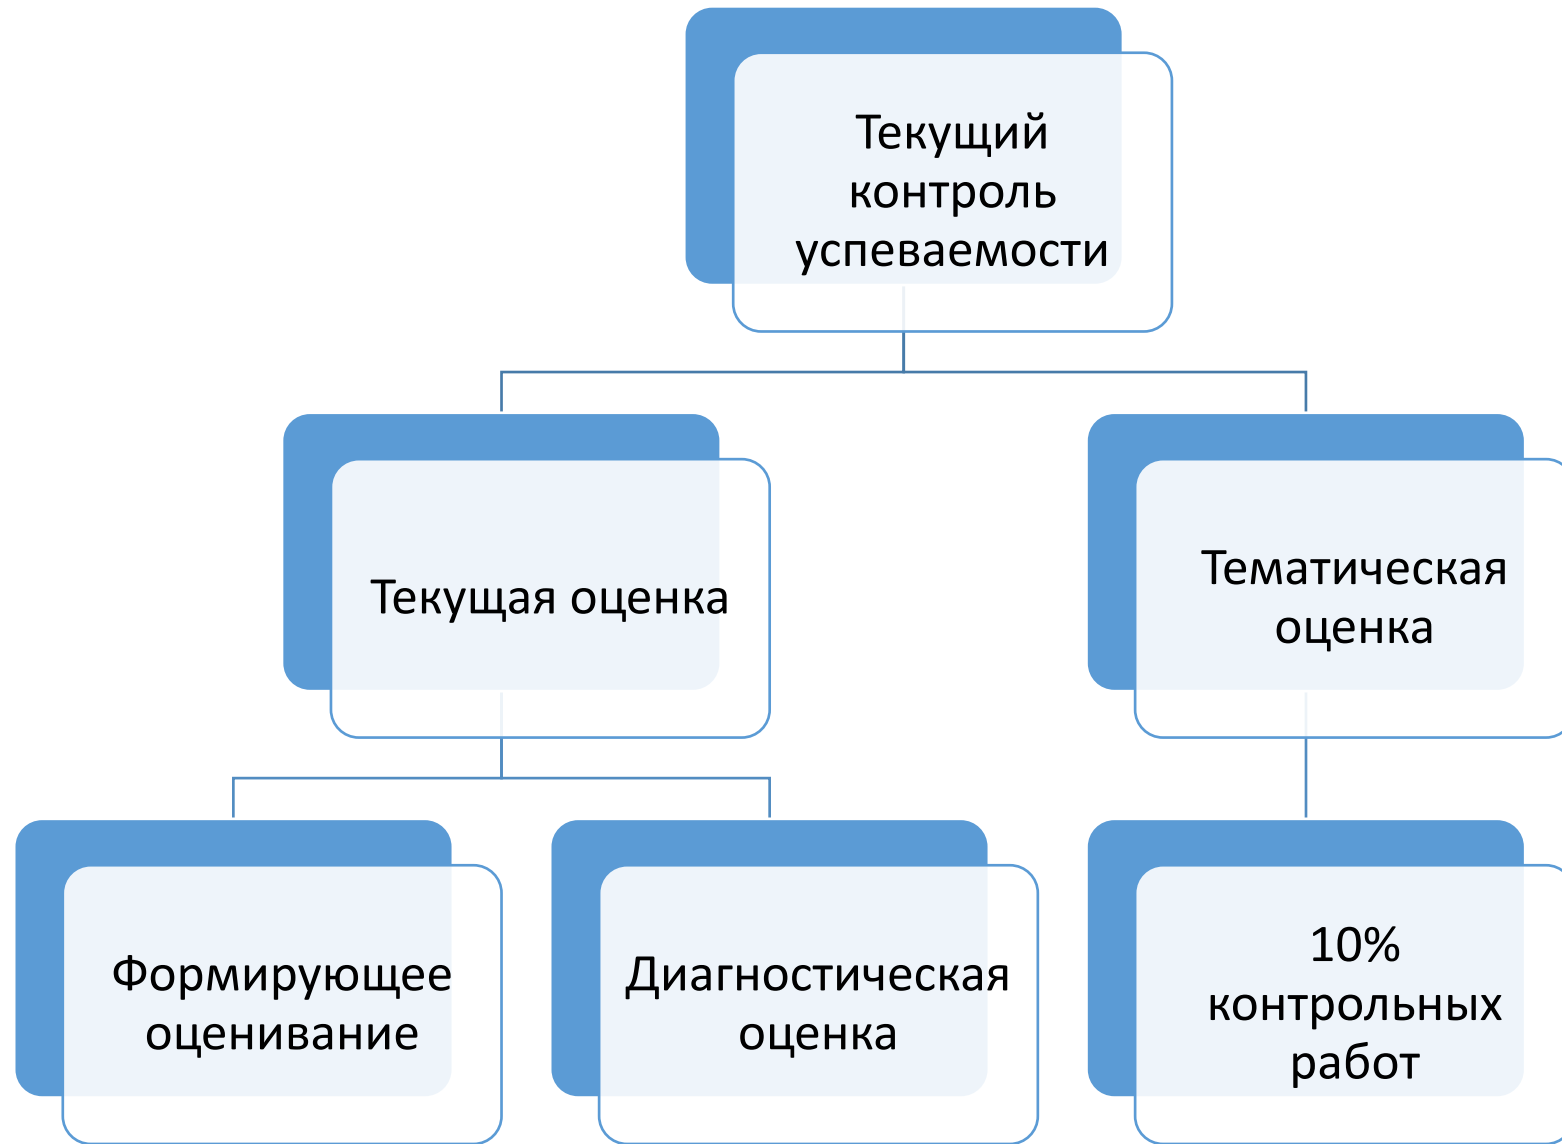 Текущий
контроль
успеваемости
Текущая оценка
Тематическая
оценка
Формирующее
оценивание
Диагностическая
оценка
10%
контрольных
работ